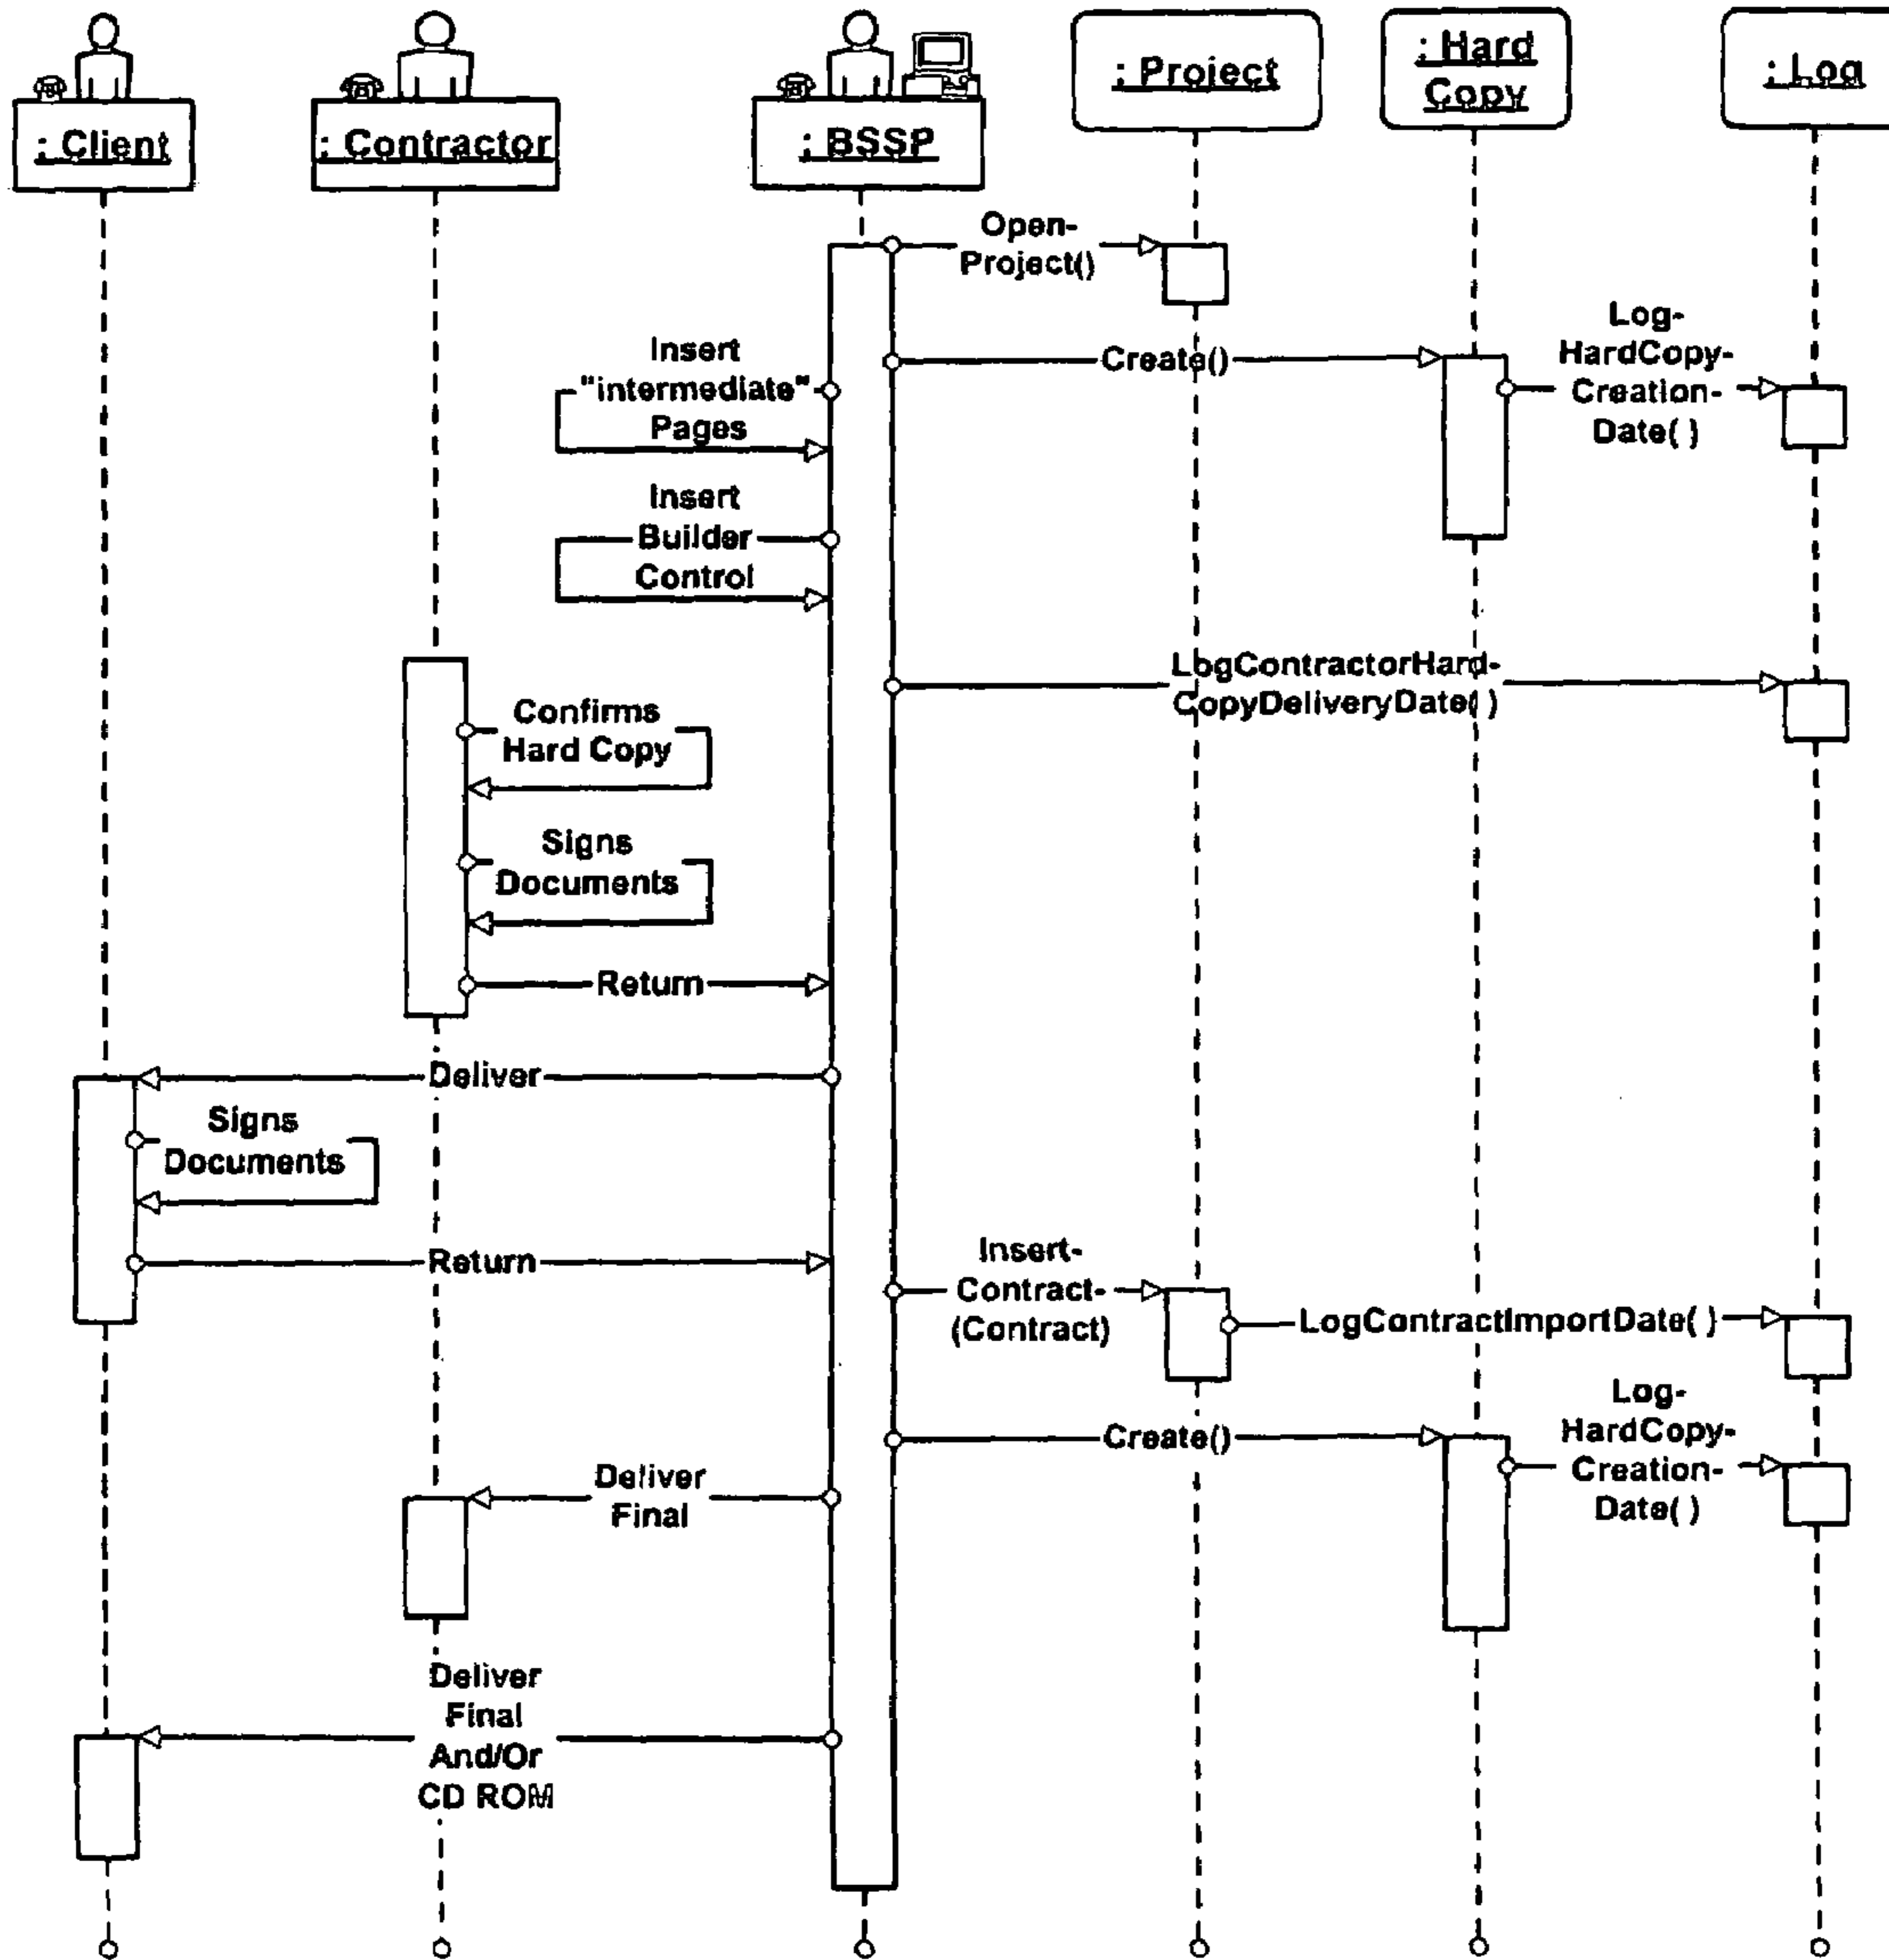 : Client
: Contractor
: BSSP
: Project
: Hard
Copy
: Log
Open-
Project()
Insert
"intermediate"
Pages
Create()
Log-
HardCopy-
Creation-
Date( )
Insert
Builder
Control
LogContractorHard-
CopyDeliveryDate( )
Confirms
Hard Copy
Signs
Documents
Return
Deliver
Signs
Documents
Return
Insert-
Contract-
(Contract)
LogContractImportDate( )
Create()
Log-
HardCopy-
Creation-
Date( )
Deliver
Final
Deliver
Final
And/Or
CD ROM